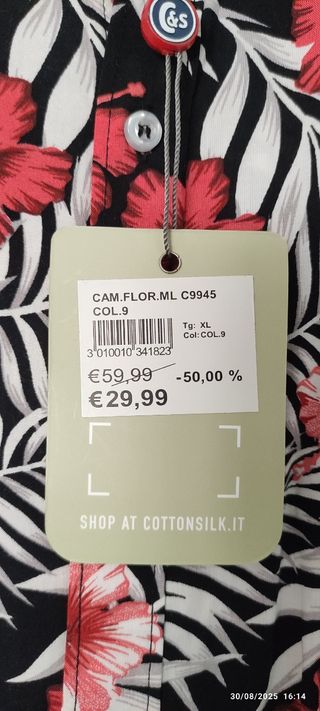 C&S
CAM.FLOR.ML C9945
COL.9
Tg: XL
Col:COL.9
3 010010 341823
€59,99 -50,00 %
€29,99
SHOP AT COTTONSILK.IT
30/08/2025 16:14